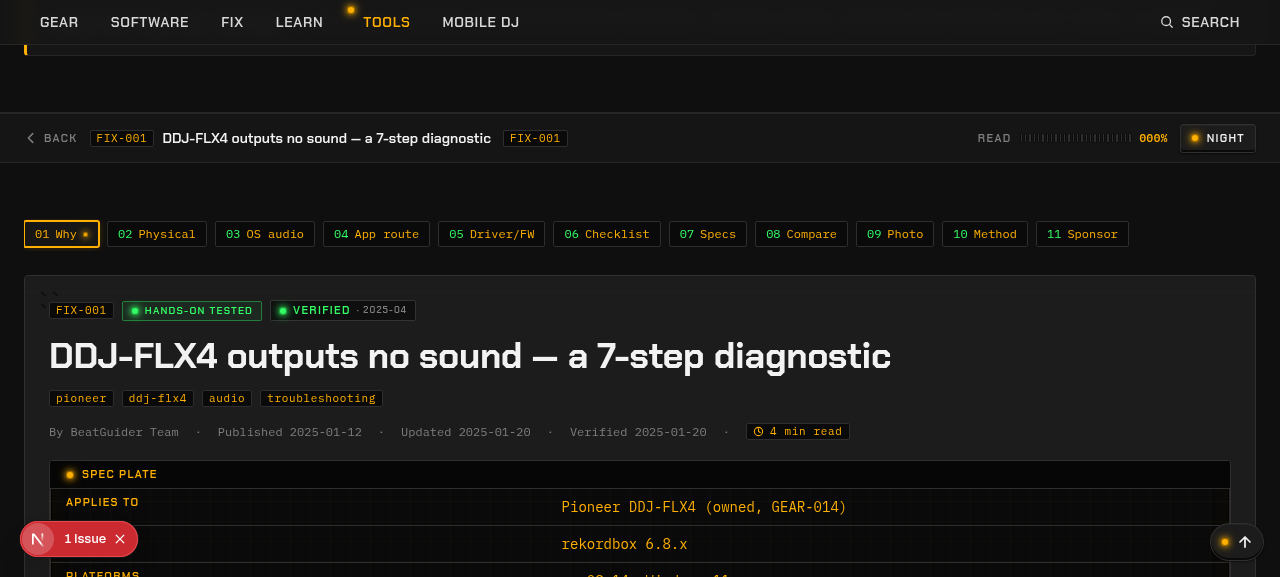 GEAR SOFTWARE FIX LEARN TOOLS MOBILE DJ SEARCH
BACK FIX-001 DDJ-FLX4 outputs no sound — a 7-step diagnostic FIX-001 READ 000% NIGHT
01 Why 02 Physical 03 OS audio 04 App route 05 Driver/FW 06 Checklist 07 Specs 08 Compare 09 Photo 10 Method 11 Sponsor
FIX-001 HANDS-ON TESTED VERIFIED · 2025-04
DDJ-FLX4 outputs no sound — a 7-step diagnostic
pioneer ddj-flx4 audio troubleshooting
By BeatGuider Team · Published 2025-01-12 · Updated 2025-01-20 · Verified 2025-01-20 · 4 min read
SPEC PLATE
APPLIES TO Pioneer DDJ-FLX4 (owned, GEAR-014)
rekordbox 6.8.x
N 1 Issue
PLATFORMS